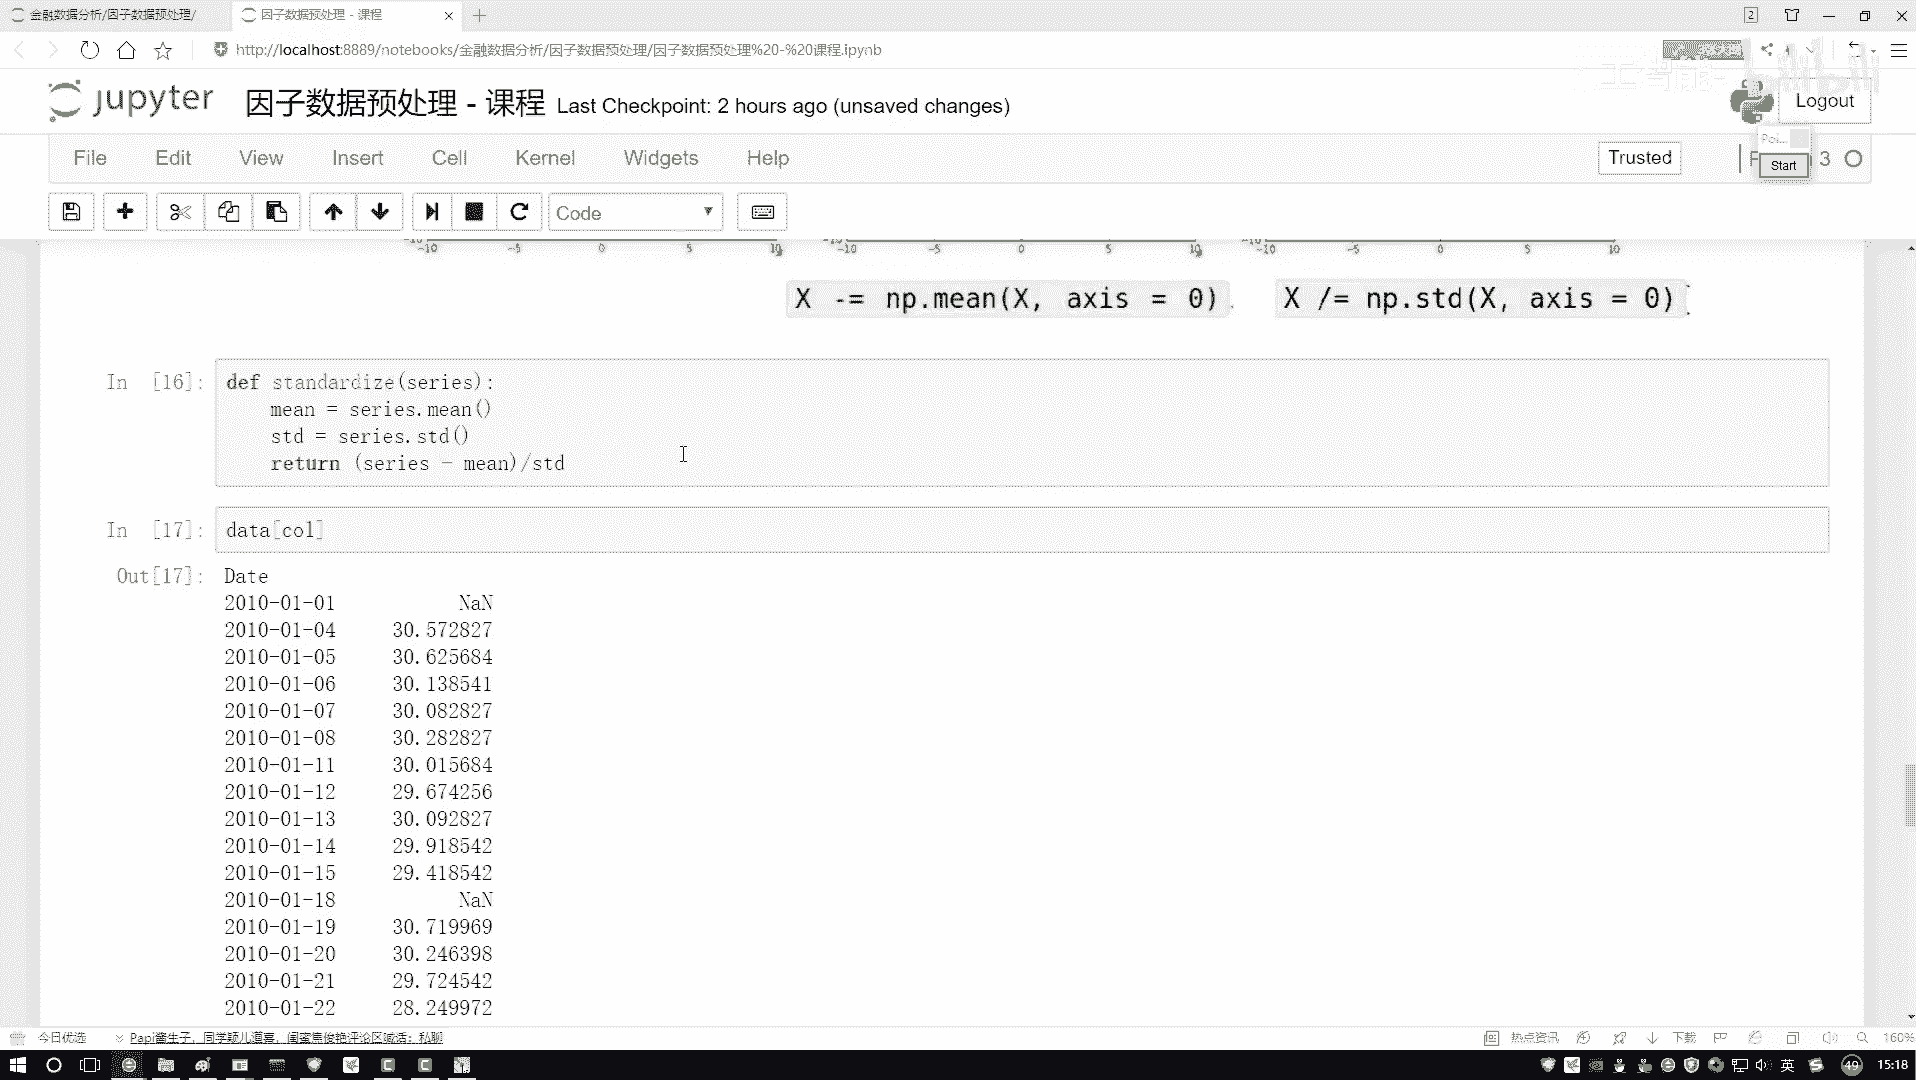 金融数据分析/因子数据预处理/
因子数据预处理 - 课程
2
http://localhost:8889/notebooks/金融数据分析/因子数据预处理/因子数据预处理%20-%20课程.ipynb
jupyter 因子数据预处理 - 课程 Last Checkpoint: 2 hours ago (unsaved changes)
bilibili
Logout
File Edit View Insert Cell Kernel Widgets Help
Trusted
3
Start
Code
-10 -5 0 5 10 -10 -5 0 5 10 -10 -5 0 5 10
X -= np.mean(X, axis = 0) X /= np.std(X, axis = 0)
In [16]: def standardize(series):
mean = series.mean()
std = series.std()
return (series - mean)/std
In [17]: data[col]
Out[17]: Date
2010-01-01 NaN
2010-01-04 30.572827
2010-01-05 30.625684
2010-01-06 30.138541
2010-01-07 30.082827
2010-01-08 30.282827
2010-01-11 30.015684
2010-01-12 29.674256
2010-01-13 30.092827
2010-01-14 29.918542
2010-01-15 29.418542
2010-01-18 NaN
2010-01-19 30.719969
2010-01-20 30.246398
2010-01-21 29.724542
2010-01-22 28.249972
今日优选
热点资讯 下载 160%
英 49 15:18